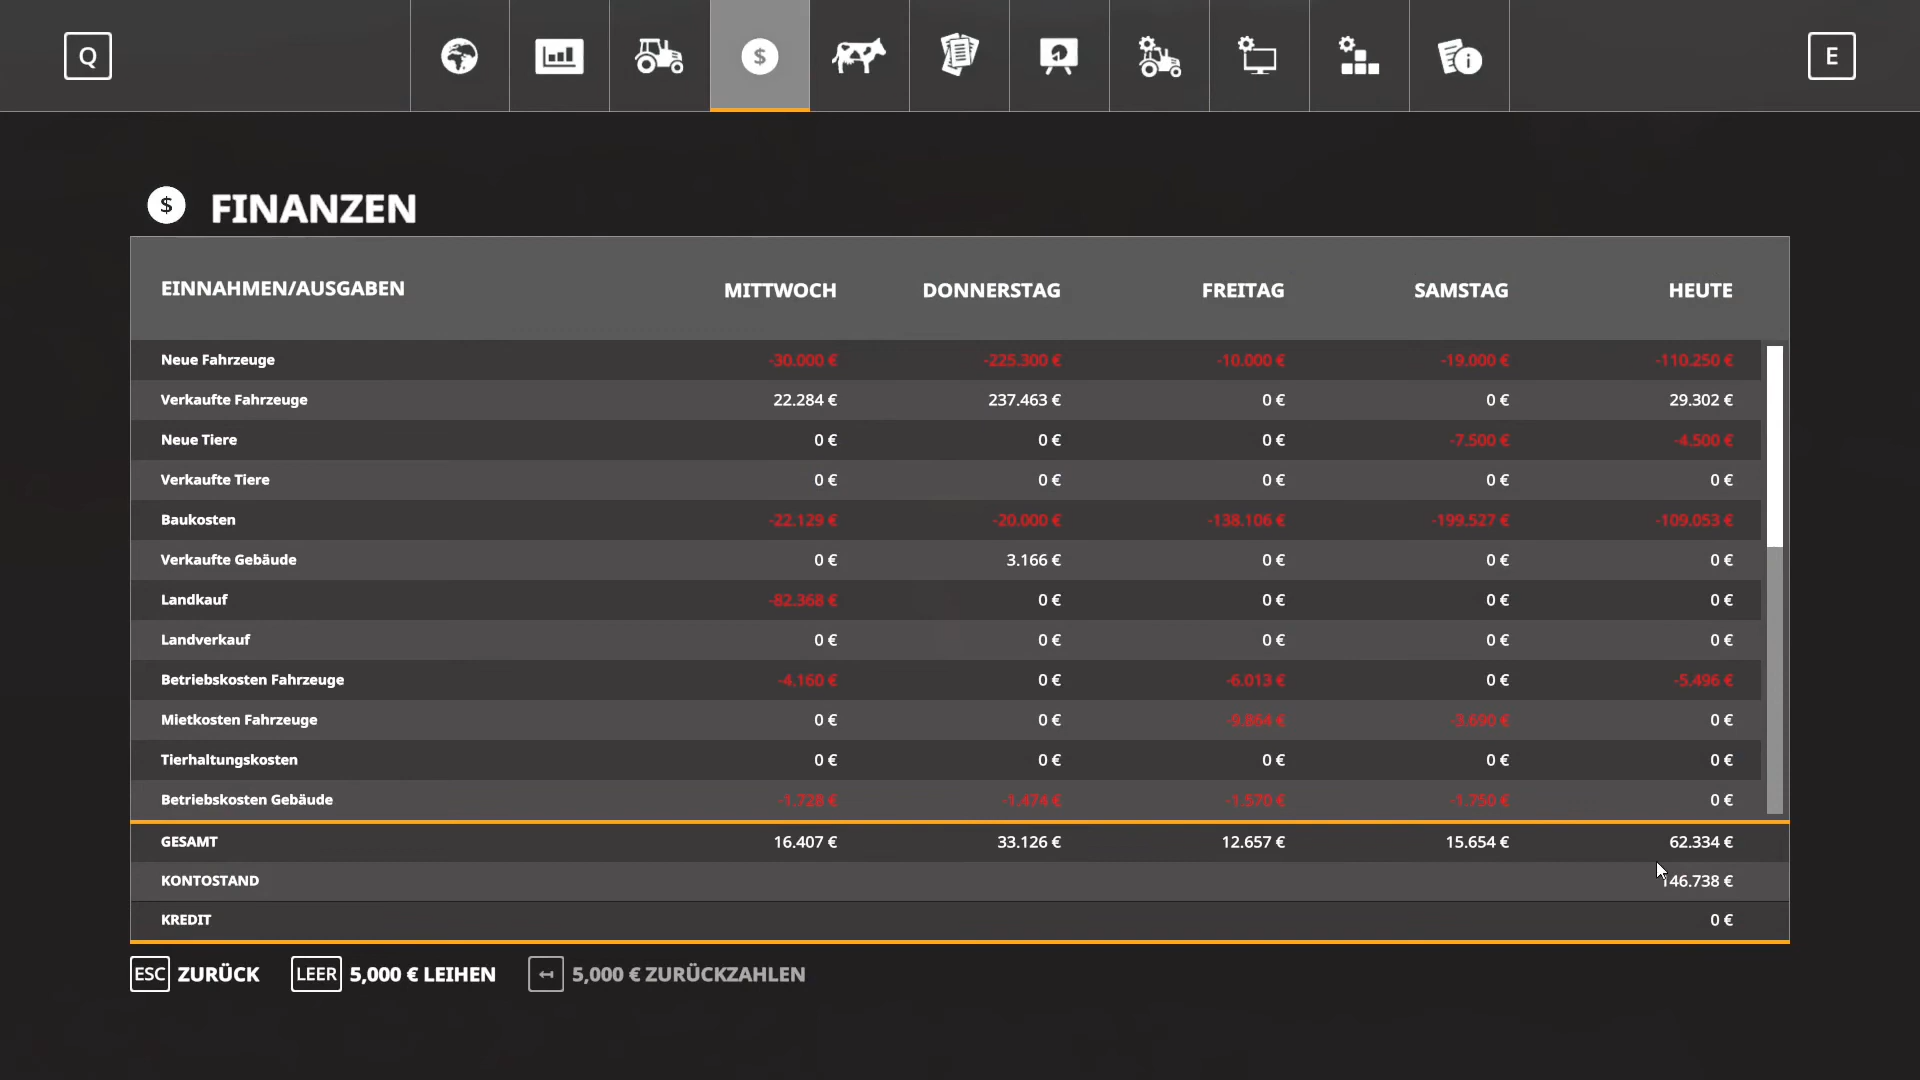 Q
E
FINANZEN
EINNAHMEN/AUSGABEN MITTWOCH DONNERSTAG FREITAG SAMSTAG HEUTE
Neue Fahrzeuge -30.000 € -225.300 € -10.000 € -19.000 € -110.250 €
Verkaufte Fahrzeuge 22.284 € 237.463 € 0 € 0 € 29.302 €
Neue Tiere 0 € 0 € 0 € -7.500 € -4.500 €
Verkaufte Tiere 0 € 0 € 0 € 0 € 0 €
Baukosten -22.129 € -20.000 € -138.106 € -199.527 € -109.053 €
Verkaufte Gebäude 0 € 3.166 € 0 € 0 € 0 €
Landkauf -82.368 € 0 € 0 € 0 € 0 €
Landverkauf 0 € 0 € 0 € 0 € 0 €
Betriebskosten Fahrzeuge -4.160 € 0 € -6.013 € 0 € -5.496 €
Mietkosten Fahrzeuge 0 € 0 € -9.864 € -3.690 € 0 €
Tierhaltungskosten 0 € 0 € 0 € 0 € 0 €
Betriebskosten Gebäude -1.728 € -1.474 € -1.570 € -1.750 € 0 €
GESAMT 16.407 € 33.126 € 12.657 € 15.654 € 62.334 €
KONTOSTAND 146.738 €
KREDIT 0 €
ESC ZURÜCK LEER 5,000 € LEIHEN 5,000 € ZURÜCKZAHLEN